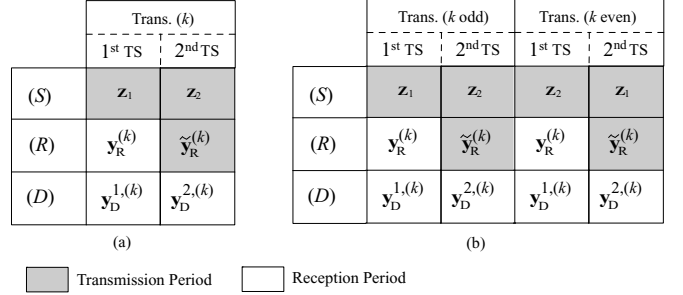 Trans. (k)
1st TS 2nd TS
(S) z1 z2
(R) yR(k) ỹR(k)
(D) yD1,(k) yD2,(k)
(a)
Trans. (k odd) Trans. (k even)
1st TS 2nd TS 1st TS 2nd TS
(S) z1 z2 z2 z1
(R) yR(k) ỹR(k) yR(k) ỹR(k)
(D) yD1,(k) yD2,(k) yD1,(k) yD2,(k)
(b)
Transmission Period Reception Period